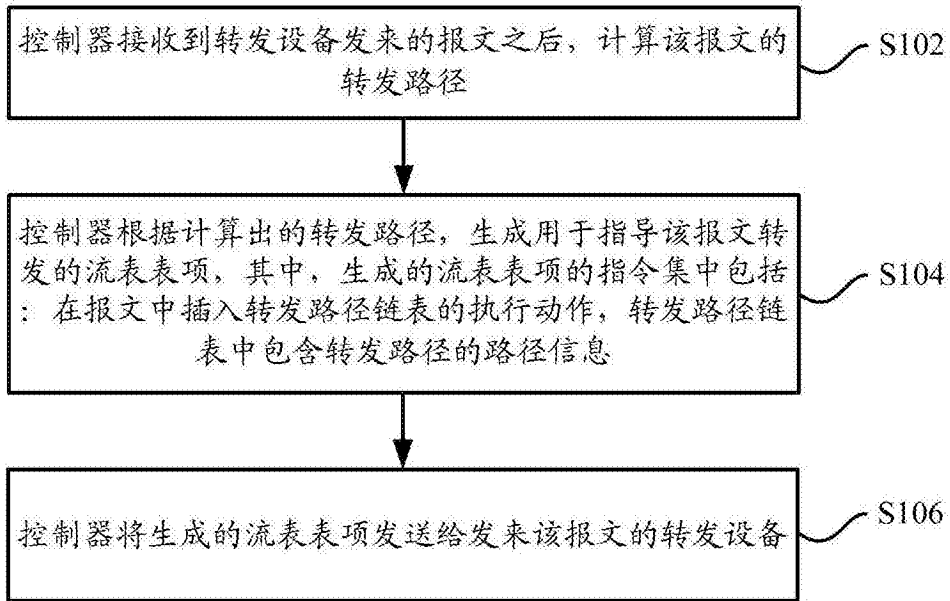 控制器接收到转发设备发来的报文之后，计算该报文的
转发路径
S102
控制器根据计算出的转发路径，生成用于指导该报文转
发的流表表项，其中，生成的流表表项的指令集中包括
：在报文中插入转发路径链表的执行动作，转发路径链
表中包含转发路径的路径信息
S104
控制器将生成的流表表项发送给发来该报文的转发设备
S106